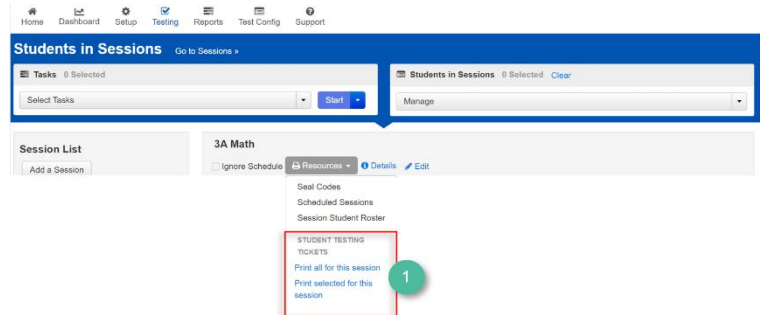 Home Dashboard Setup Testing Reports Test Config Support
Students in Sessions Go to Sessions »
Tasks 0 Selected
Students in Sessions 0 Selected Clear
Select Tasks
Start
Manage
Session List
3A Math
Add a Session
Ignore Schedule Resources Details Edit
Seal Codes
Scheduled Sessions
Session Student Roster
STUDENT TESTING
TICKETS
Print all for this session
1
Print selected for this
session